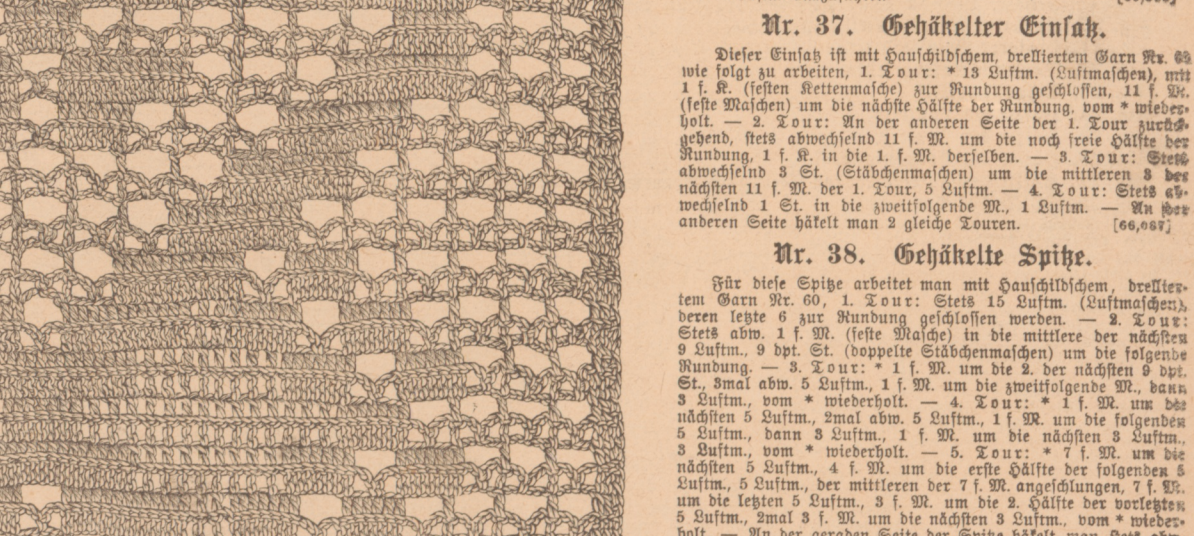 Nr. 37. Gehäkelter Einsatz.
Dieser Einsatz ist mit Hauschildschem, drelliertem Garn Nr.
wie folgt zu arbeiten, 1. Tour: * 13 Luftm. (Luftmaschen), mit
1 f. K. (festen Kettenmasche) zur Rundung geschlossen, 11 f. M.
(feste Maschen) um die nächste Hälfte der Rundung, vom * wieder-
holt. — 2. Tour: An der anderen Seite der 1. Tour zurück-
gehend, stets abwechselnd 11 f. M. um die noch freie Hälfte der
Rundung, 1 f. K. in die 1. f. M. derselben. — 3. Tour: Stets
abwechselnd 3 St. (Stäbchenmaschen) um die mittleren 3 der
nächsten 11 f. M. der 1. Tour, 5 Luftm. — 4. Tour: Stets ab-
wechselnd 1 St. in die zweitfolgende M., 1 Luftm. — An der
anderen Seite häkelt man 2 gleiche Touren. [66,087]
Nr. 38. Gehäkelte Spitze.
Für diese Spitze arbeitet man mit Hauschildschem, drellier-
tem Garn Nr. 60, 1. Tour: Stets 15 Luftm. (Luftmaschen),
deren letzte 6 zur Rundung geschlossen werden. — 2. Tour:
Stets abw. 1 f. M. (feste Masche) in die mittlere der nächsten
9 Luftm., 9 dpt. St. (doppelte Stäbchenmaschen) um die folgende
Rundung. — 3. Tour: * 1 f. M. um die 2. der nächsten 9 dpt.
St., 3mal abw. 5 Luftm., 1 f. M. um die zweitfolgende M., dann
3 Luftm., vom * wiederholt. — 4. Tour: * 1 f. M. um die
nächsten 5 Luftm., 2mal abw. 5 Luftm., 1 f. M. um die folgenden
5 Luftm., dann 3 Luftm., 1 f. M. um die nächsten 3 Luftm.,
3 Luftm., vom * wiederholt. — 5. Tour: * 7 f. M. um die
nächsten 5 Luftm., 4 f. M. um die erste Hälfte der folgenden 5
Luftm., 5 Luftm., der mittleren der 7 f. M. angeschlungen, 7 f. M.
um die letzten 5 Luftm., 3 f. M. um die 2. Hälfte der vorletzten
5 Luftm., 2mal 3 f. M. um die nächsten 3 Luftm., vom * wieder-
holt. — An der geraden Seite der Spitze häkelt man stets abw.